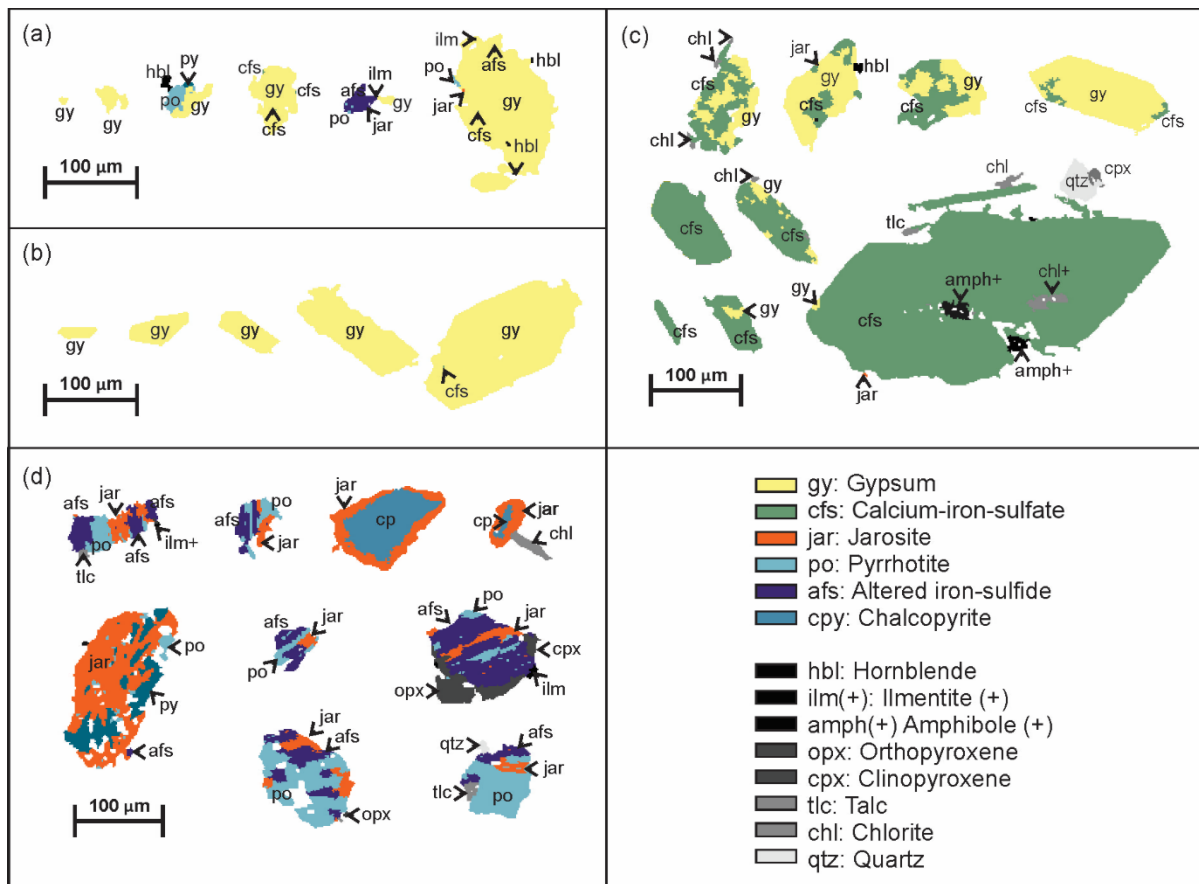 (a)
ilm
afs
hbl
py
hbl
po
gy
gy
gy
cfs
gy
cfs
cfs
afs
ilm
po
gy
jar
po
jar
gy
cfs
hbl
gy
100 µm
(b)
gy
gy
gy
gy
gy
cfs
100 µm
(c)
chl
cfs
gy
chl
jar
gy
hbl
cfs
gy
cfs
gy
cfs
cfs
chl
gy
cfs
cfs
chl
qtz
cpx
tlc
amph+
chl+
gy
cfs
gy
cfs
amph+
jar
100 µm
(d)
afs
jar
afs
po
tlc
afs
ilm+
afs
po
jar
jar
cp
cp
jar
chl
jar
po
py
afs
afs
jar
po
po
afs
jar
cpx
ilm
opx
jar
afs
po
opx
qtz
afs
jar
tlc
po
100 µm
gy: Gypsum
cfs: Calcium-iron-sulfate
jar: Jarosite
po: Pyrrhotite
afs: Altered iron-sulfide
cpy: Chalcopyrite
hbl: Hornblende
ilm(+): Ilmentite (+)
amph(+) Amphibole (+)
opx: Orthopyroxene
cpx: Clinopyroxene
tlc: Talc
chl: Chlorite
qtz: Quartz